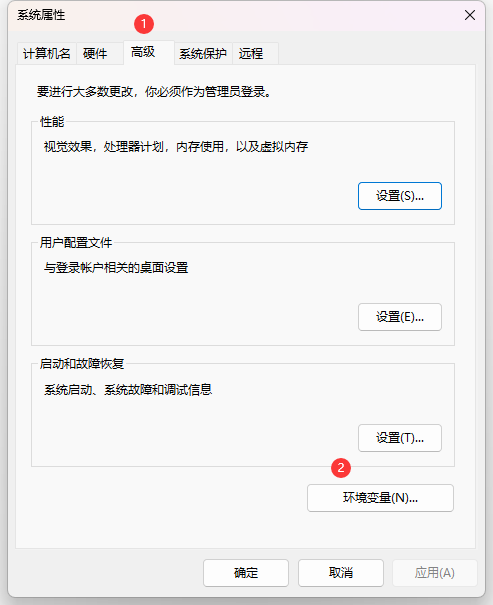 系统属性
1
计算机名 硬件 高级 系统保护 远程
要进行大多数更改，你必须作为管理员登录。
性能
视觉效果，处理器计划，内存使用，以及虚拟内存
设置(S)...
用户配置文件
与登录帐户相关的桌面设置
设置(E)...
启动和故障恢复
系统启动、系统故障和调试信息
设置(T)...
2
环境变量(N)...
确定 取消 应用(A)